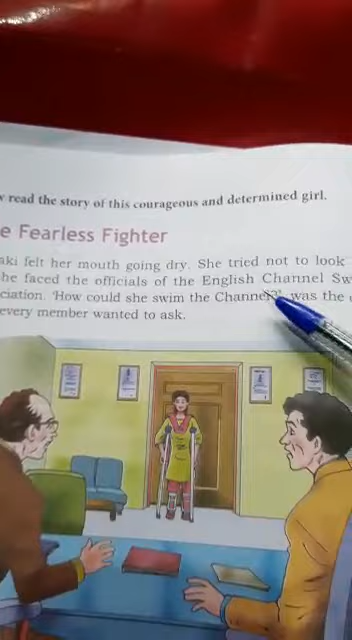 read the story of this courageous and determined girl.
e Fearless Fighter
aki felt her mouth going dry. She tried not to look
he faced the officials of the English Channel Sw
ciation. 'How could she swim the Channel?' was the
every member wanted to ask.